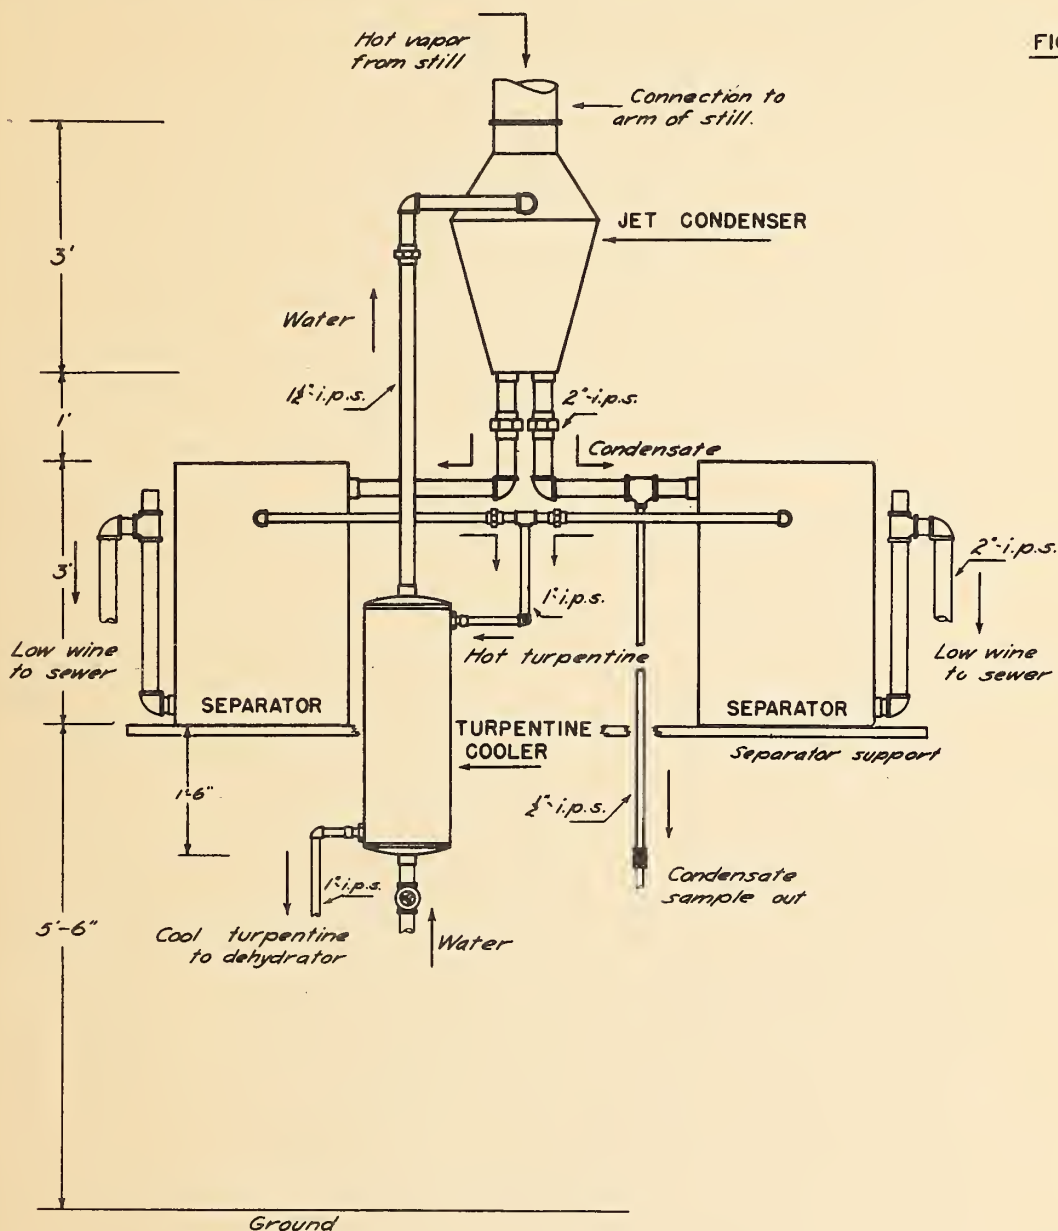 FIG
Hot vapor
from still
Connection to
arm of still.
JET CONDENSER
3'
Water
1½"-i.p.s.
2"-i.p.s.
1'
Condensate
3'
2"-i.p.s.
1"-i.p.s.
Low wine
to sewer
Hot turpentine
Low wine
to sewer
SEPARATOR
SEPARATOR
TURPENTINE
COOLER
Separator support
1'-6"
½"-i.p.s.
1"-i.p.s.
Condensate
sample out
5'-6"
Cool turpentine
to dehydrator
Water
Ground